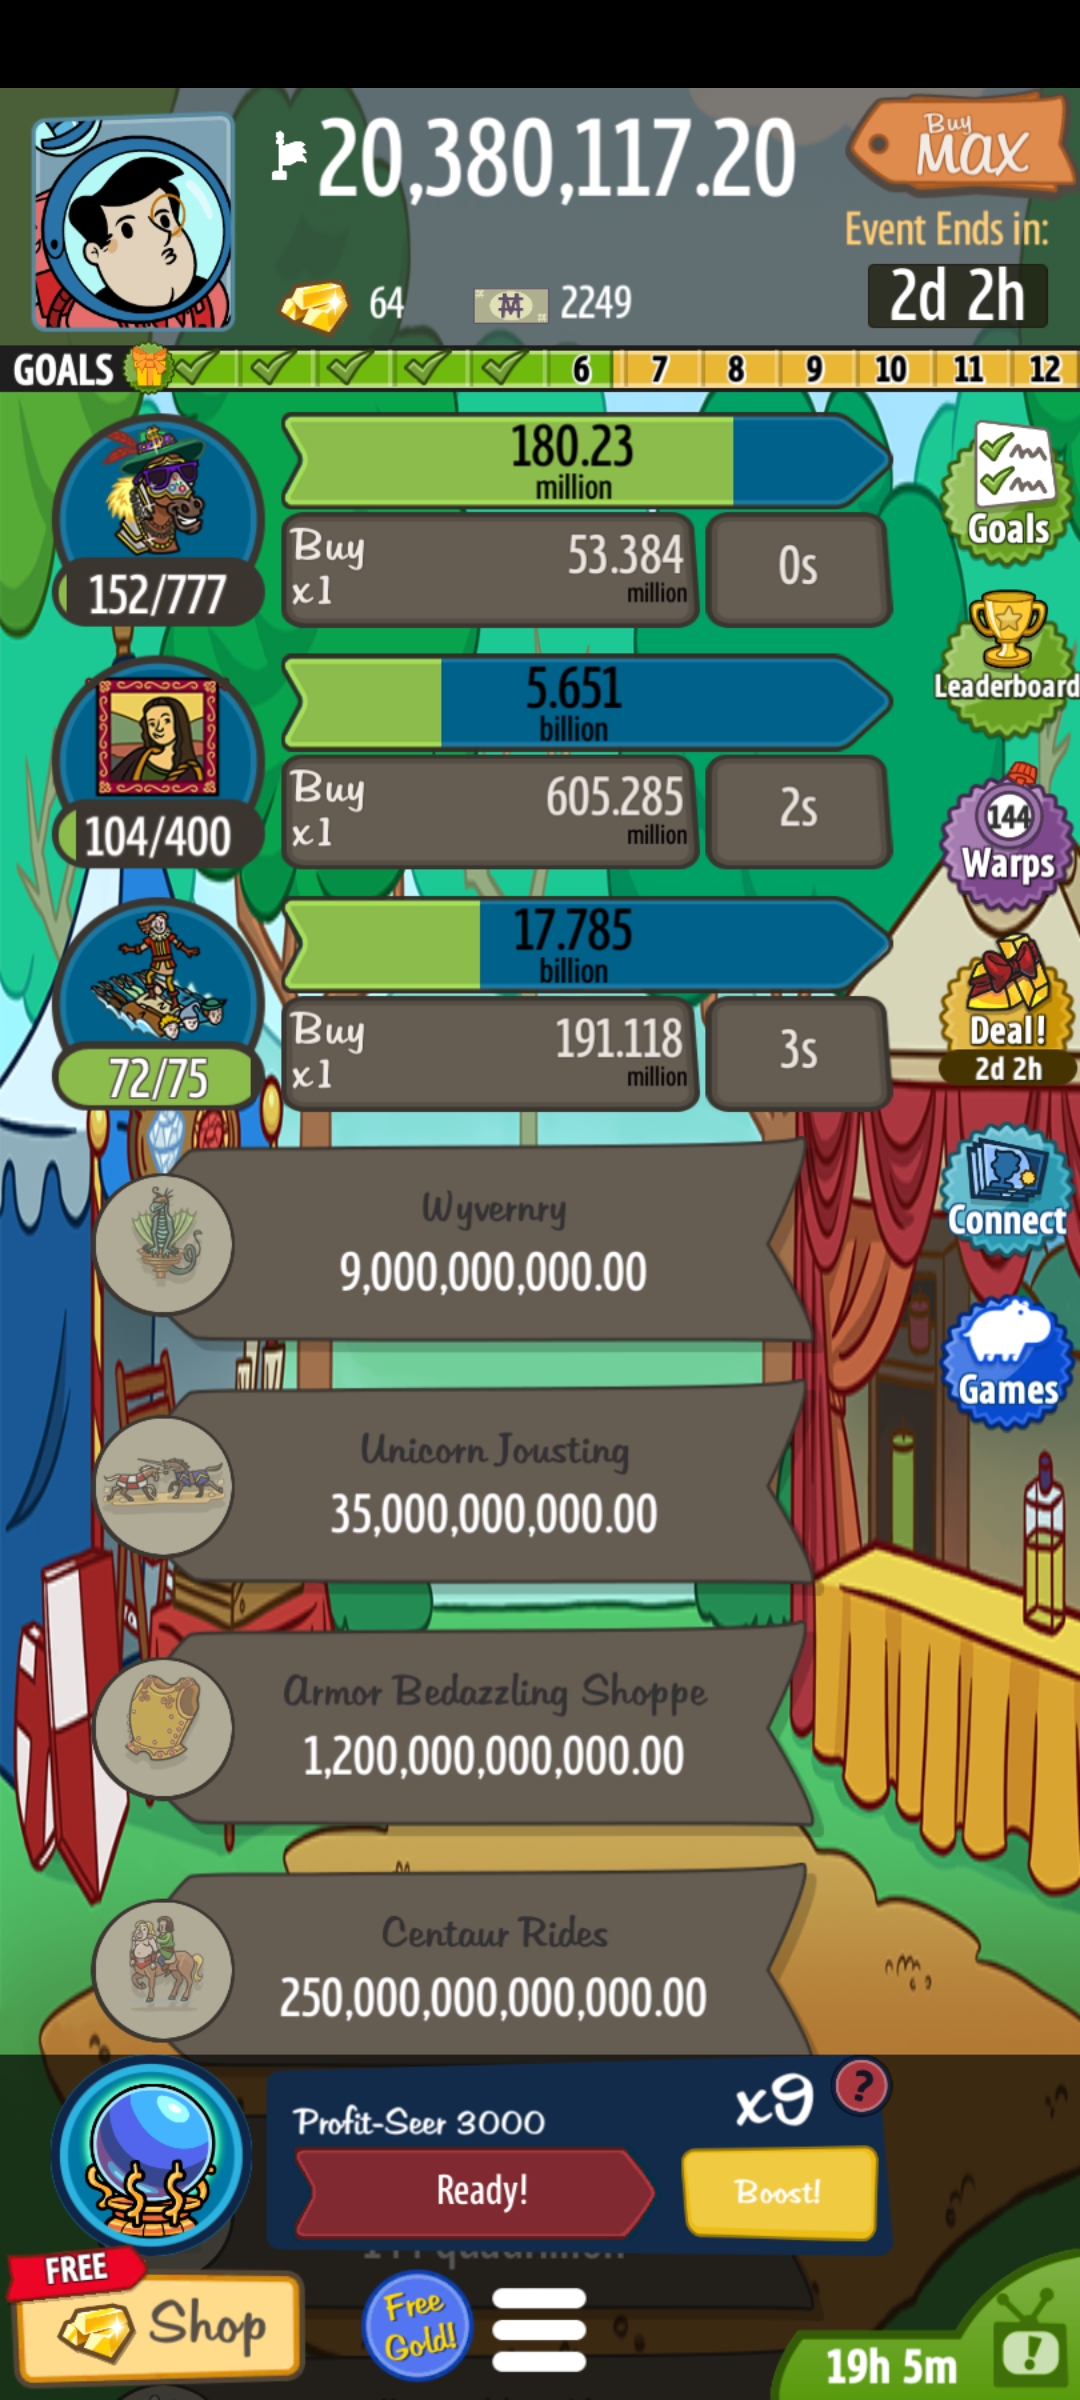 20,380,117.20
Buy
MAX
Event Ends in:
64
2249
2d 2h
GOALS
6 7 8 9 10 11 12
180.23
million
152/777
Buy
x1
53.384
million
0s
Goals
5.651
billion
104/400
Buy
x1
605.285
million
2s
Leaderboard
144
Warps
17.785
billion
72/75
Buy
x1
191.118
million
3s
Deal!
2d 2h
Wyvernry
9,000,000,000.00
Connect
Unicorn Jousting
35,000,000,000.00
Games
Armor Bedazzling Shoppe
1,200,000,000,000.00
Centaur Rides
250,000,000,000,000.00
Profit-Seer 3000
x9
?
Ready!
Boost!
FREE
Shop
Free
Gold!
19h 5m
!